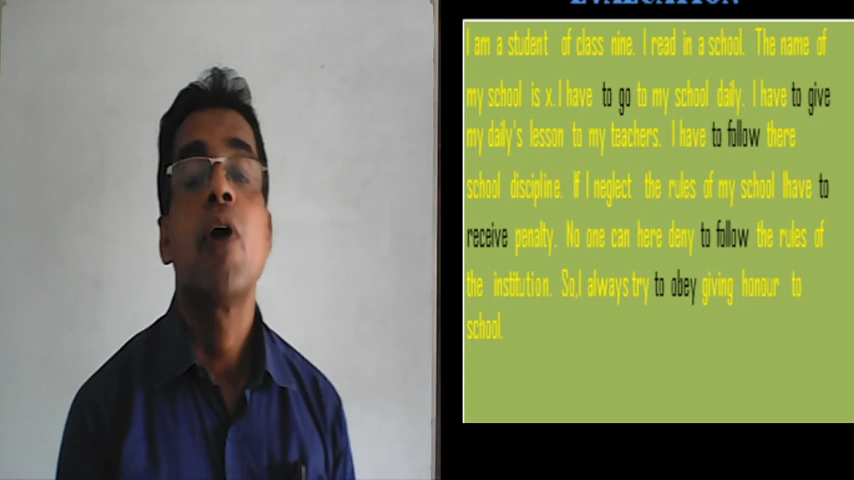 EVALUATION
I am a student of class nine. I read in a school. The name of
my school is x. I have to go to my school daily. I have to give
my daily's lesson to my teachers. I have to follow there
school discipline. If I neglect the rules of my school Ihave to
receive penalty. No one can here deny to follow the rules of
the institution. So,I always try to obey giving honour to
school.